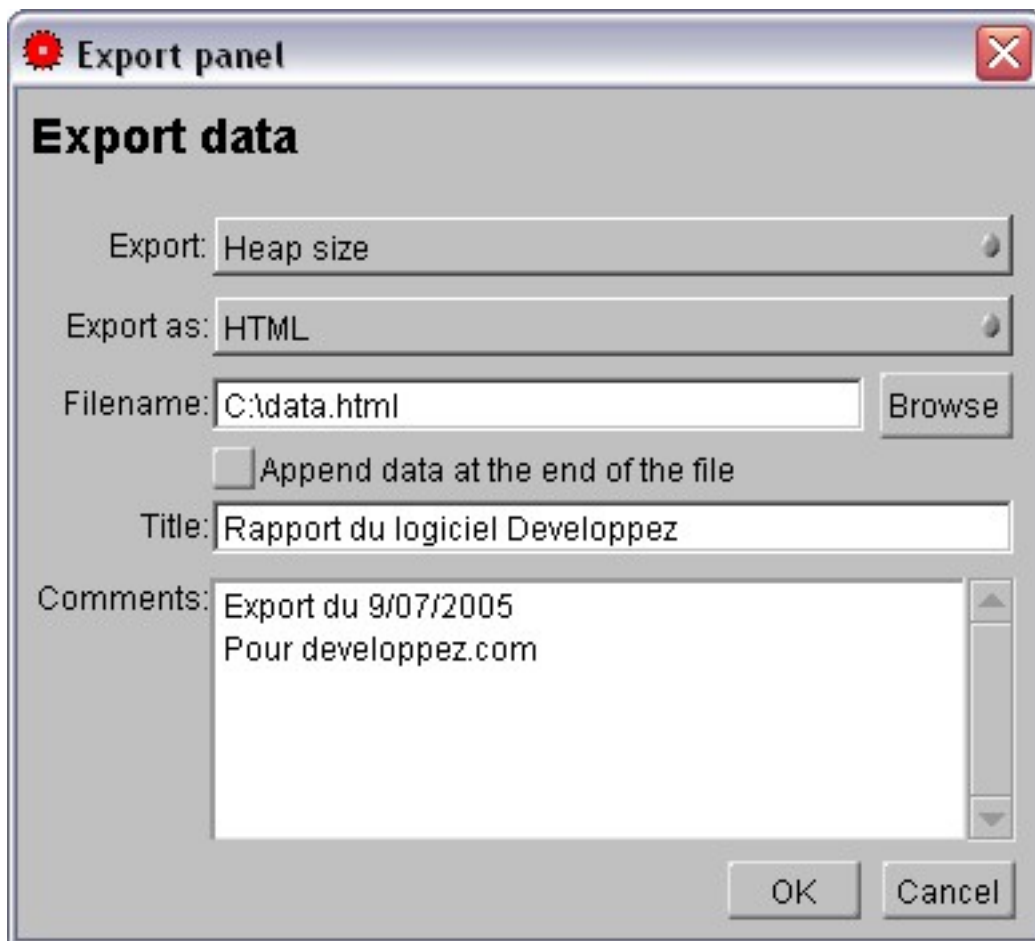 Export panel
Export data
Export: Heap size
Export as: HTML
Filename: C:\data.html Browse
Append data at the end of the file
Title: Rapport du logiciel Developpez
Comments: Export du 9/07/2005
Pour developpez.com
OK Cancel